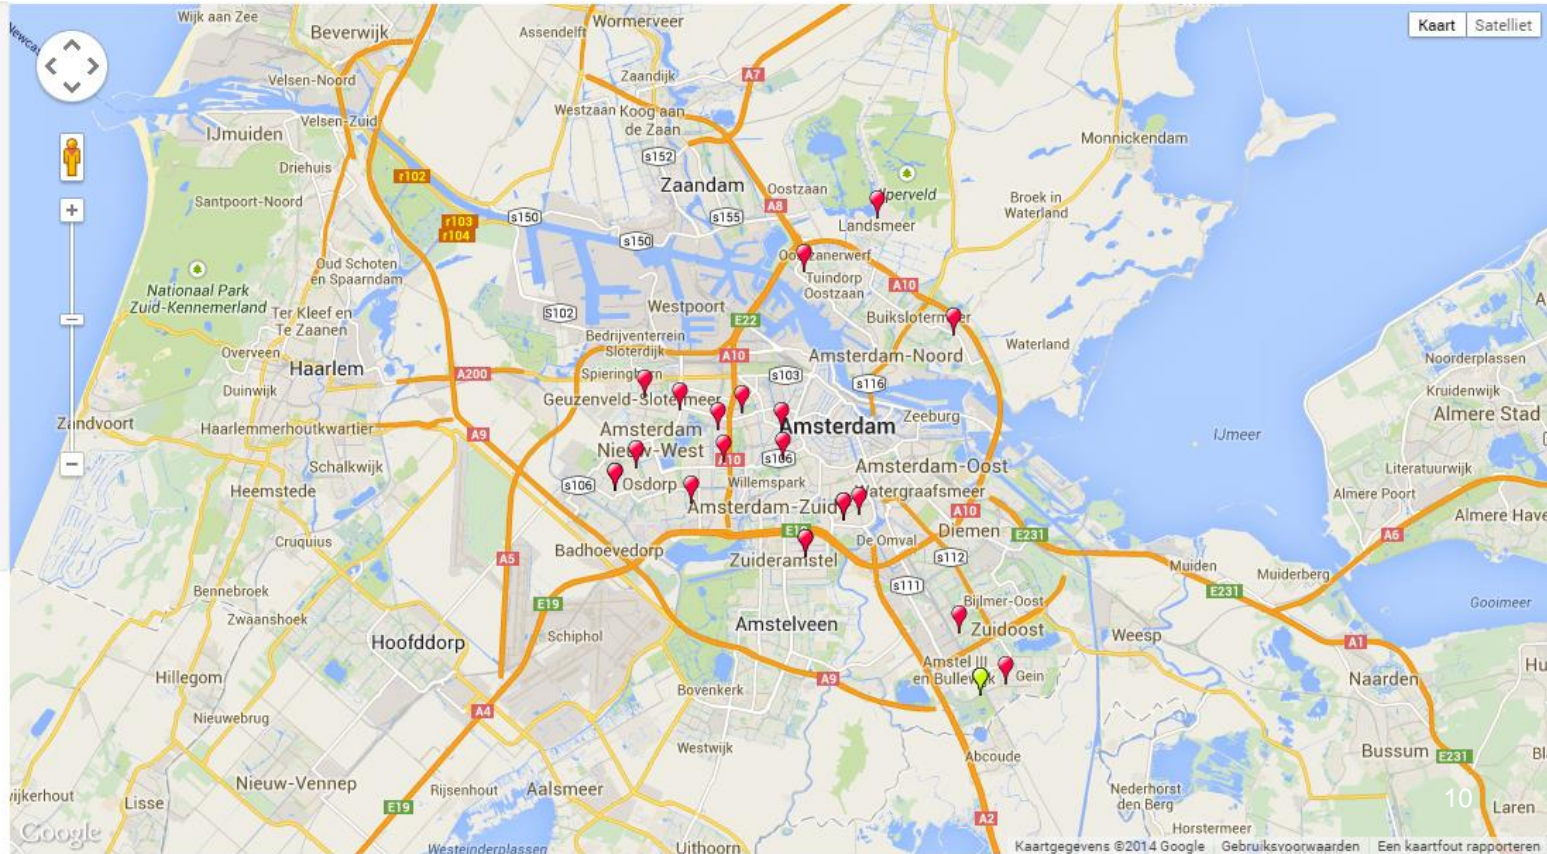 Wijk aan Zee
Beverwijk
Assendelft
Wormerveer
Kaart
Satelliet
Velsen-Noord
Zaandijk
A7
Westzaan
Koog aan
de Zaan
IJmuiden
Velsen-Zuid
Monnickendam
Driehuis
s152
r102
Zaandam
Oostzaan
Santpoort-Noord
A8
Landsmeer
Broek in
Waterland
s150
s155
r103
r104
s150
Oud Schoten
en Spaarndam
Tuindorp
Oostzaan
A10
Nationaal Park
Zuid-Kennemerland
Ter Kleef en
Te Zaanen
S102
Westpoort
E22
Bedrijventerrein
Sloterdijk
Waterland
Overveen
Haarlem
A10
Amsterdam-Noord
Noorderplassen
Duinwijk
A200
s103
s116
Kruidenwijk
Geuzenveld-Slotermeer
Almere Stad
Zandvoort
Haarlemmerhoutkwartier
A9
Amsterdam
Nieuw-West
Amsterdam
Zeeburg
IJmeer
Schalkwijk
s106
Amsterdam-Oost
Literatuurwijk
Heemstede
s106
Osdorp
Willemspark
Almere Poort
Amsterdam-Zuid
A10
Almere Have
Cruquius
Badhoevedorp
De Omval
Diemen
E231
A6
A5
Zuideramstel
s112
Muiden
Muiderberg
Bennebroek
s111
E231
Zwaanshoek
E19
Bijlmer-Oost
Gooimeer
Hoofddorp
Schiphol
Amstelveen
Zuidoost
Weesp
A1
Hillegom
Amstel III
Gein
Naarden
Hu
Bovenkerk
A9
Nieuwebrug
A4
Westwijk
Abcoude
Bussum
E231
Nieuw-Vennep
Rijsenhout
Aalsmeer
Nederhorst
den Berg
10
Lisse
E19
A2
Laren
Google
Westeinderplassen
Uithoorn
Horstermeer
Kaartgegevens ©2014 Google
Gebruiksvoorwaarden
Een kaartfout rapporteren